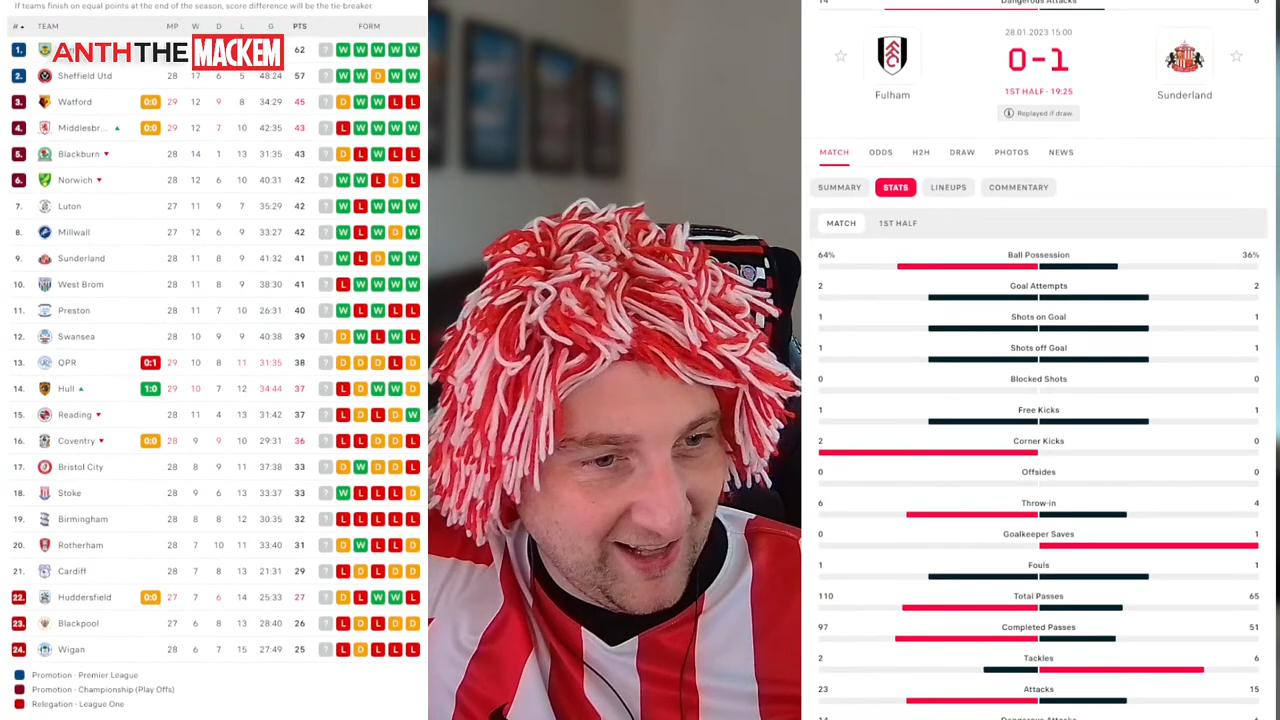 If teams finish on equal points at the end of the season, score difference will be the tie-breaker.
# TEAM MP W D L G PTS FORM
ANTHTHE MACKEM
1. 62 ? W W W W W
2. Sheffield Utd 28 17 6 5 48:24 57 ? W W D W W
3. Watford 0:0 29 12 9 8 34:29 45 ? D W W L L
4. Middlesbr... 0:0 29 12 7 10 42:35 43 ? L W W W W
5. Blackburn 28 14 1 13 31:35 43 ? D L W L L
6. Norwich 28 12 6 10 40:31 42 ? W W L D L
7. Luton 27 11 9 7 35:29 42 ? W L W W W
8. Millwall 27 12 6 9 33:27 42 ? W L W D W
9. Sunderland 28 11 8 9 41:32 41 ? W L D W W
10. West Brom 28 11 8 9 38:30 41 ? L W W W W
11. Preston 28 11 7 10 26:31 40 ? W L W L L
12. Swansea 28 10 9 9 40:38 39 ? D W L W L
13. QPR 0:1 29 10 8 11 31:35 38 ? D D D L D
14. Hull 1:0 29 10 7 12 34:44 37 ? L D W W D
15. Reading 28 11 4 13 31:42 37 ? L D L D W
16. Coventry 0:0 28 9 9 10 29:31 36 ? L L D D L
17. Bristol City 28 8 9 11 37:38 33 ? D W D D L
18. Stoke 28 9 6 13 33:37 33 ? W L L L D
19. Birmingham 28 8 8 12 30:35 32 ? L L L L L
20. Rotherham 28 7 10 11 33:40 31 ? D W L L D
21. Cardiff 28 7 8 13 21:31 29 ? L D L D D
22. Huddersfield 0:0 27 7 6 14 25:33 27 ? D L W W L
23. Blackpool 27 6 8 13 28:40 26 ? L D L D D
24. Wigan 28 6 7 15 27:49 25 ? L D L L L
Promotion - Premier League
Promotion - Championship (Play Offs)
Relegation - League One
14 Dangerous Attacks 6
28.01.2023 15:00
0-1
1ST HALF - 19:25
Fulham Sunderland
Replayed if draw.
MATCH ODDS H2H DRAW PHOTOS NEWS
SUMMARY STATS LINEUPS COMMENTARY
MATCH 1ST HALF
64% Ball Possession 36%
2 Goal Attempts 2
1 Shots on Goal 1
1 Shots off Goal 1
0 Blocked Shots 0
1 Free Kicks 1
2 Corner Kicks 0
0 Offsides 0
6 Throw-in 4
0 Goalkeeper Saves 1
1 Fouls 1
110 Total Passes 65
97 Completed Passes 51
2 Tackles 6
23 Attacks 15
14 Dangerous Attacks 6